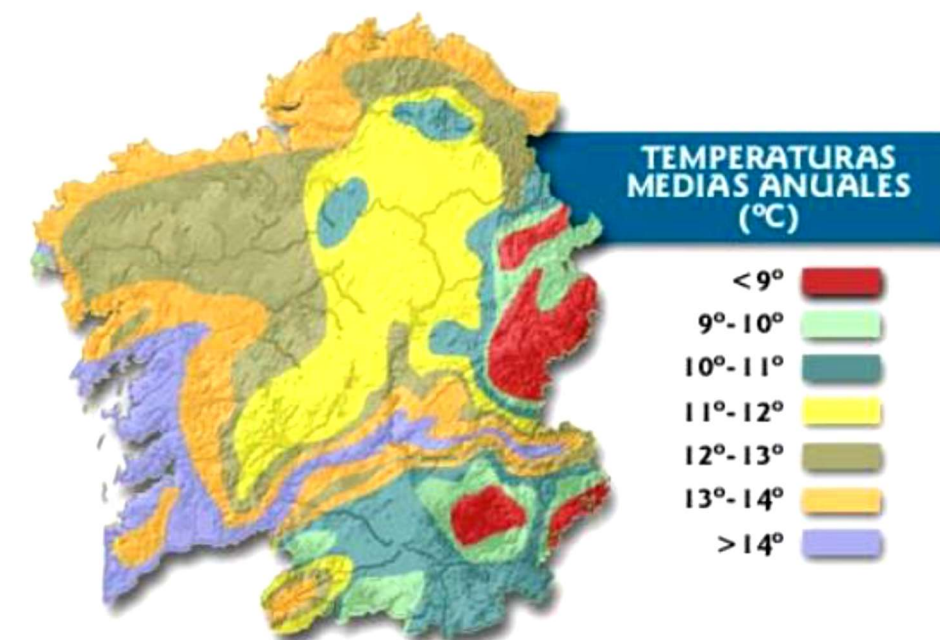 TEMPERATURAS
MEDIAS ANUALES
(ºC)
<9º
9º-10º
10º-11º
11º-12º
12º-13º
13º-14º
>14º